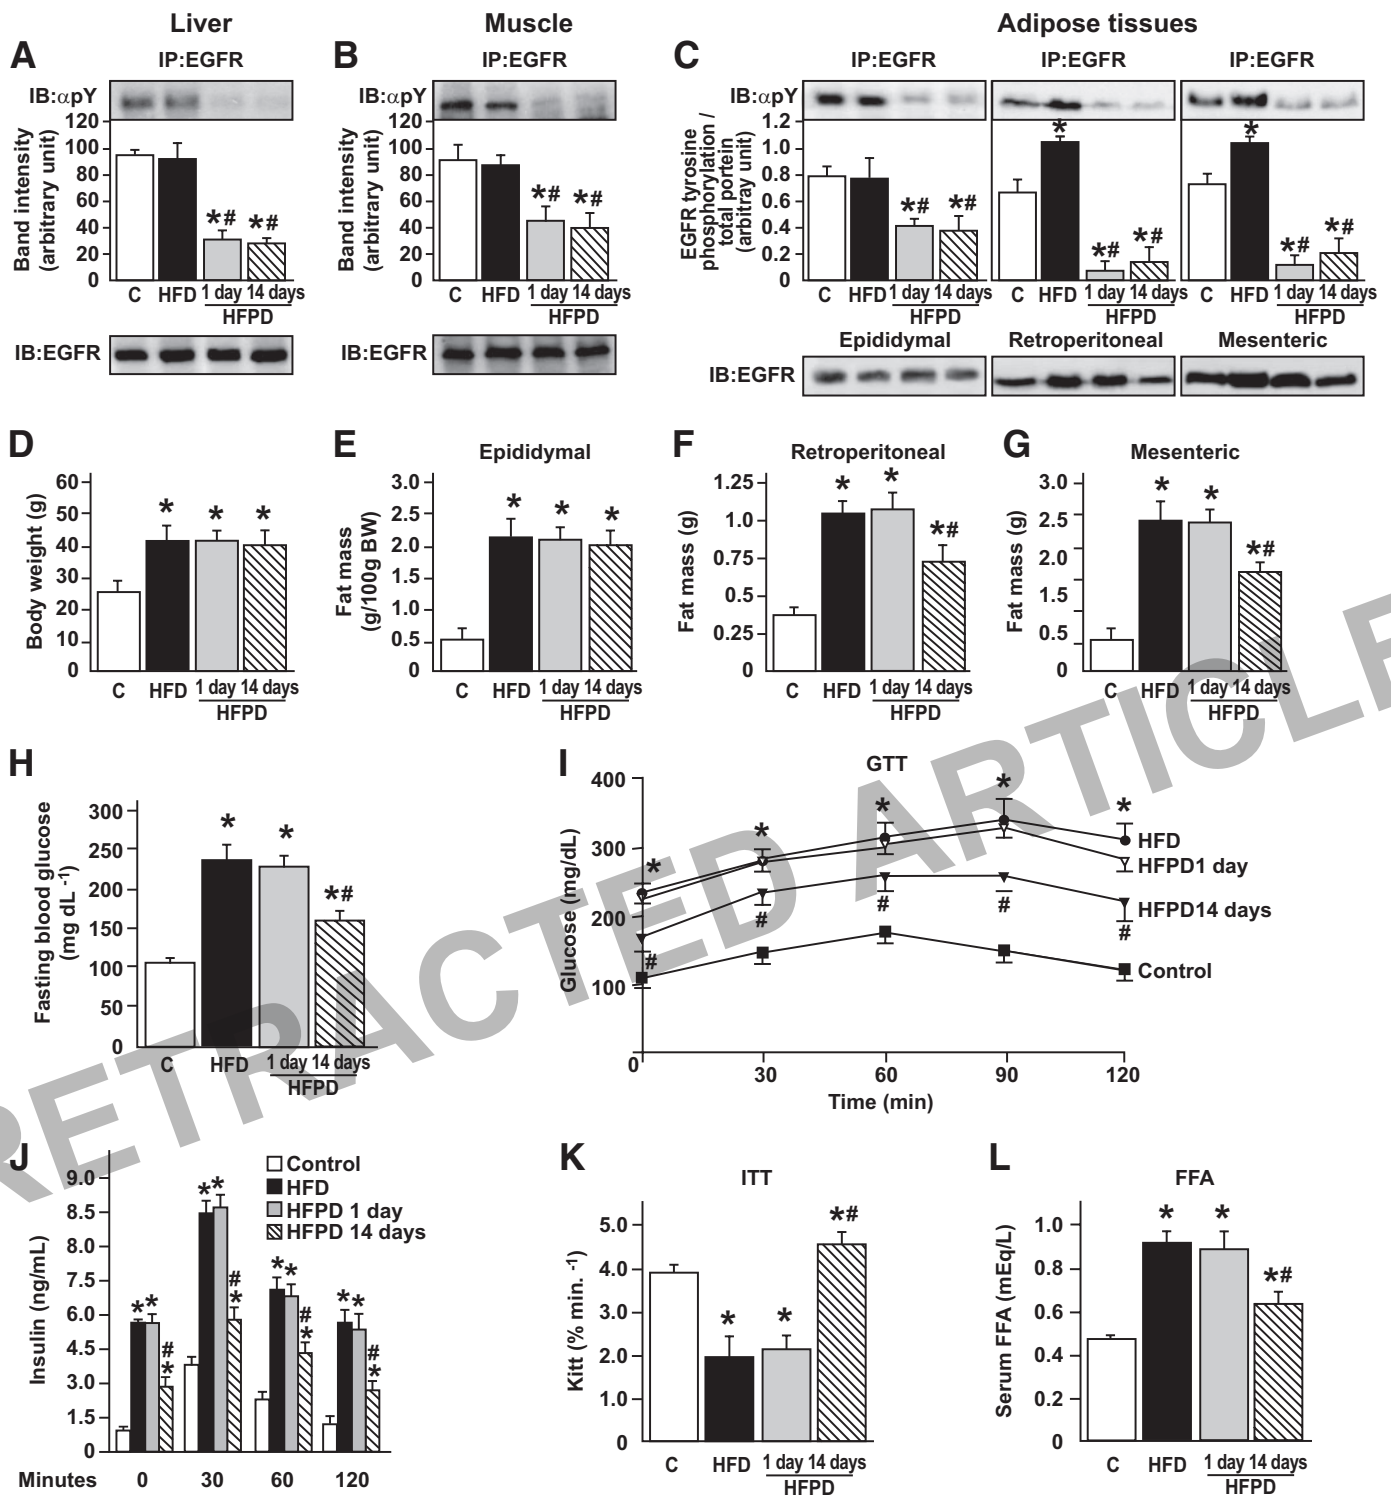 Liver
Muscle
Adipose tissues
A
IP:EGFR
IB:αpY
Band intensity
(arbitrary unit)
120
100
80
60
40
20
0
*# *#
C HFD 1 day 14 days
HFPD
IB:EGFR
B
IP:EGFR
IB:αpY
Band intensity
(arbitrary unit)
120
100
80
60
40
20
0
*# *#
C HFD 1 day 14 days
HFPD
IB:EGFR
C
IP:EGFR IP:EGFR IP:EGFR
IB:αpY
EGFR tyrosine
phosphorylation /
total portein
(arbitray unit)
1.2
1.0
0.8
0.6
0.4
0.2
0
*# *# * *# *# * *# *#
C HFD 1 day 14 days C HFD 1 day 14 days C HFD 1 day 14 days
HFPD HFPD HFPD
Epididymal Retroperitoneal Mesenteric
IB:EGFR
D
Body weight (g)
60
50
40
30
20
10
0
* * *
C HFD 1 day 14 days
HFPD
E
Epididymal
Fat mass
(g/100g BW)
3.0
2.5
2.0
1.5
1.0
0.5
0
* * *
C HFD 1 day 14 days
HFPD
F
Retroperitoneal
Fat mass (g)
1.25
1.0
0.75
0.5
0.25
0
* * *#
C HFD 1 day 14 days
HFPD
G
Mesenteric
Fat mass (g)
3.0
2.5
2.0
1.5
0.5
0
* * *#
C HFD 1 day 14 days
HFPD
H
Fasting blood glucose
(mg dL -1)
300
250
200
150
100
50
0
* * *#
C HFD 1 day 14 days
HFPD
I
GTT
Glucose (mg/dL)
400
300
200
100
0 30 60 90 120
Time (min)
* * * * *
# # # # #
HFD
HFPD1 day
HFPD14 days
Control
J
Control
HFD
HFPD 1 day
HFPD 14 days
Insulin (ng/mL)
9.0
8.5
8.0
7.5
6.0
4.5
3.0
1.5
0
** #* ** #* ** #* ** #*
Minutes 0 30 60 120
K
ITT
Kitt (% min. -1)
5.0
4.0
3.0
2.0
1.0
0
* * *#
C HFD 1 day 14 days
HFPD
L
FFA
Serum FFA (mEq/L)
1.0
0.8
0.6
0.4
0.2
0
* * *#
C HFD 1 day 14 days
HFPD
RETRACTED ARTICLE